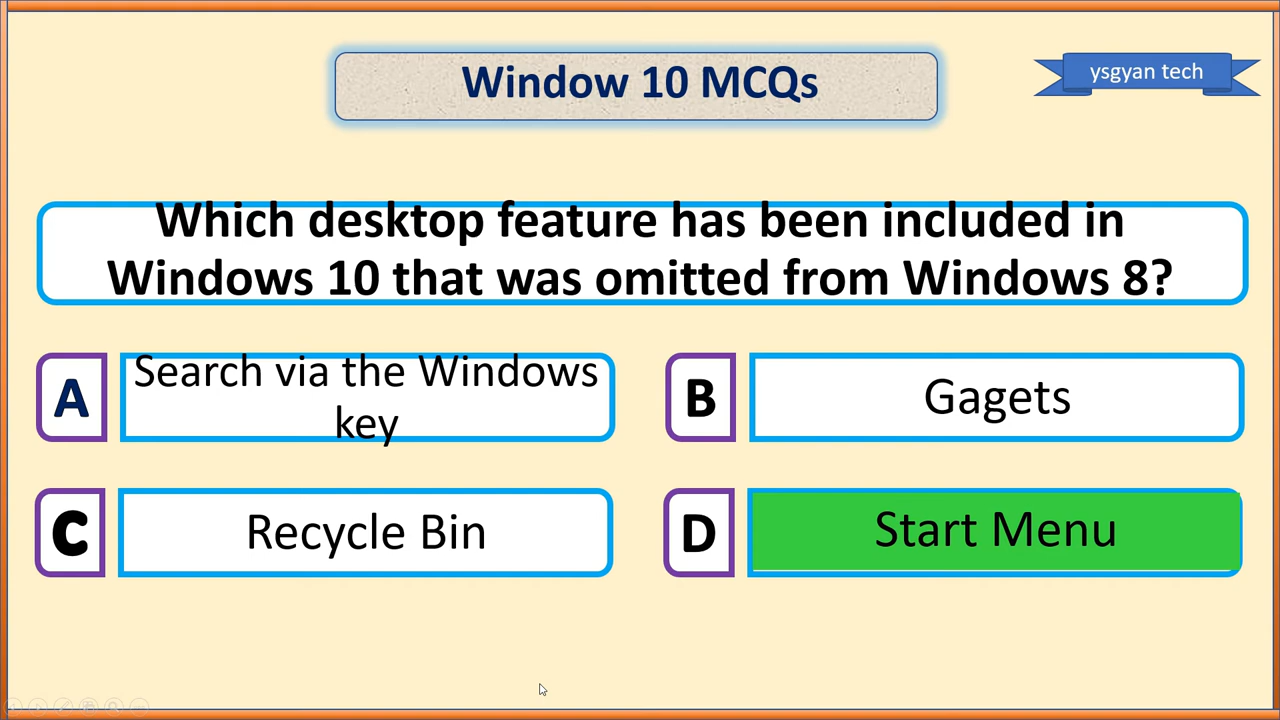 Window 10 MCQs
ysgyan tech
Which desktop feature has been included in
Windows 10 that was omitted from Windows 8?
A
Search via the Windows
key
B
Gagets
C
Recycle Bin
D
Start Menu